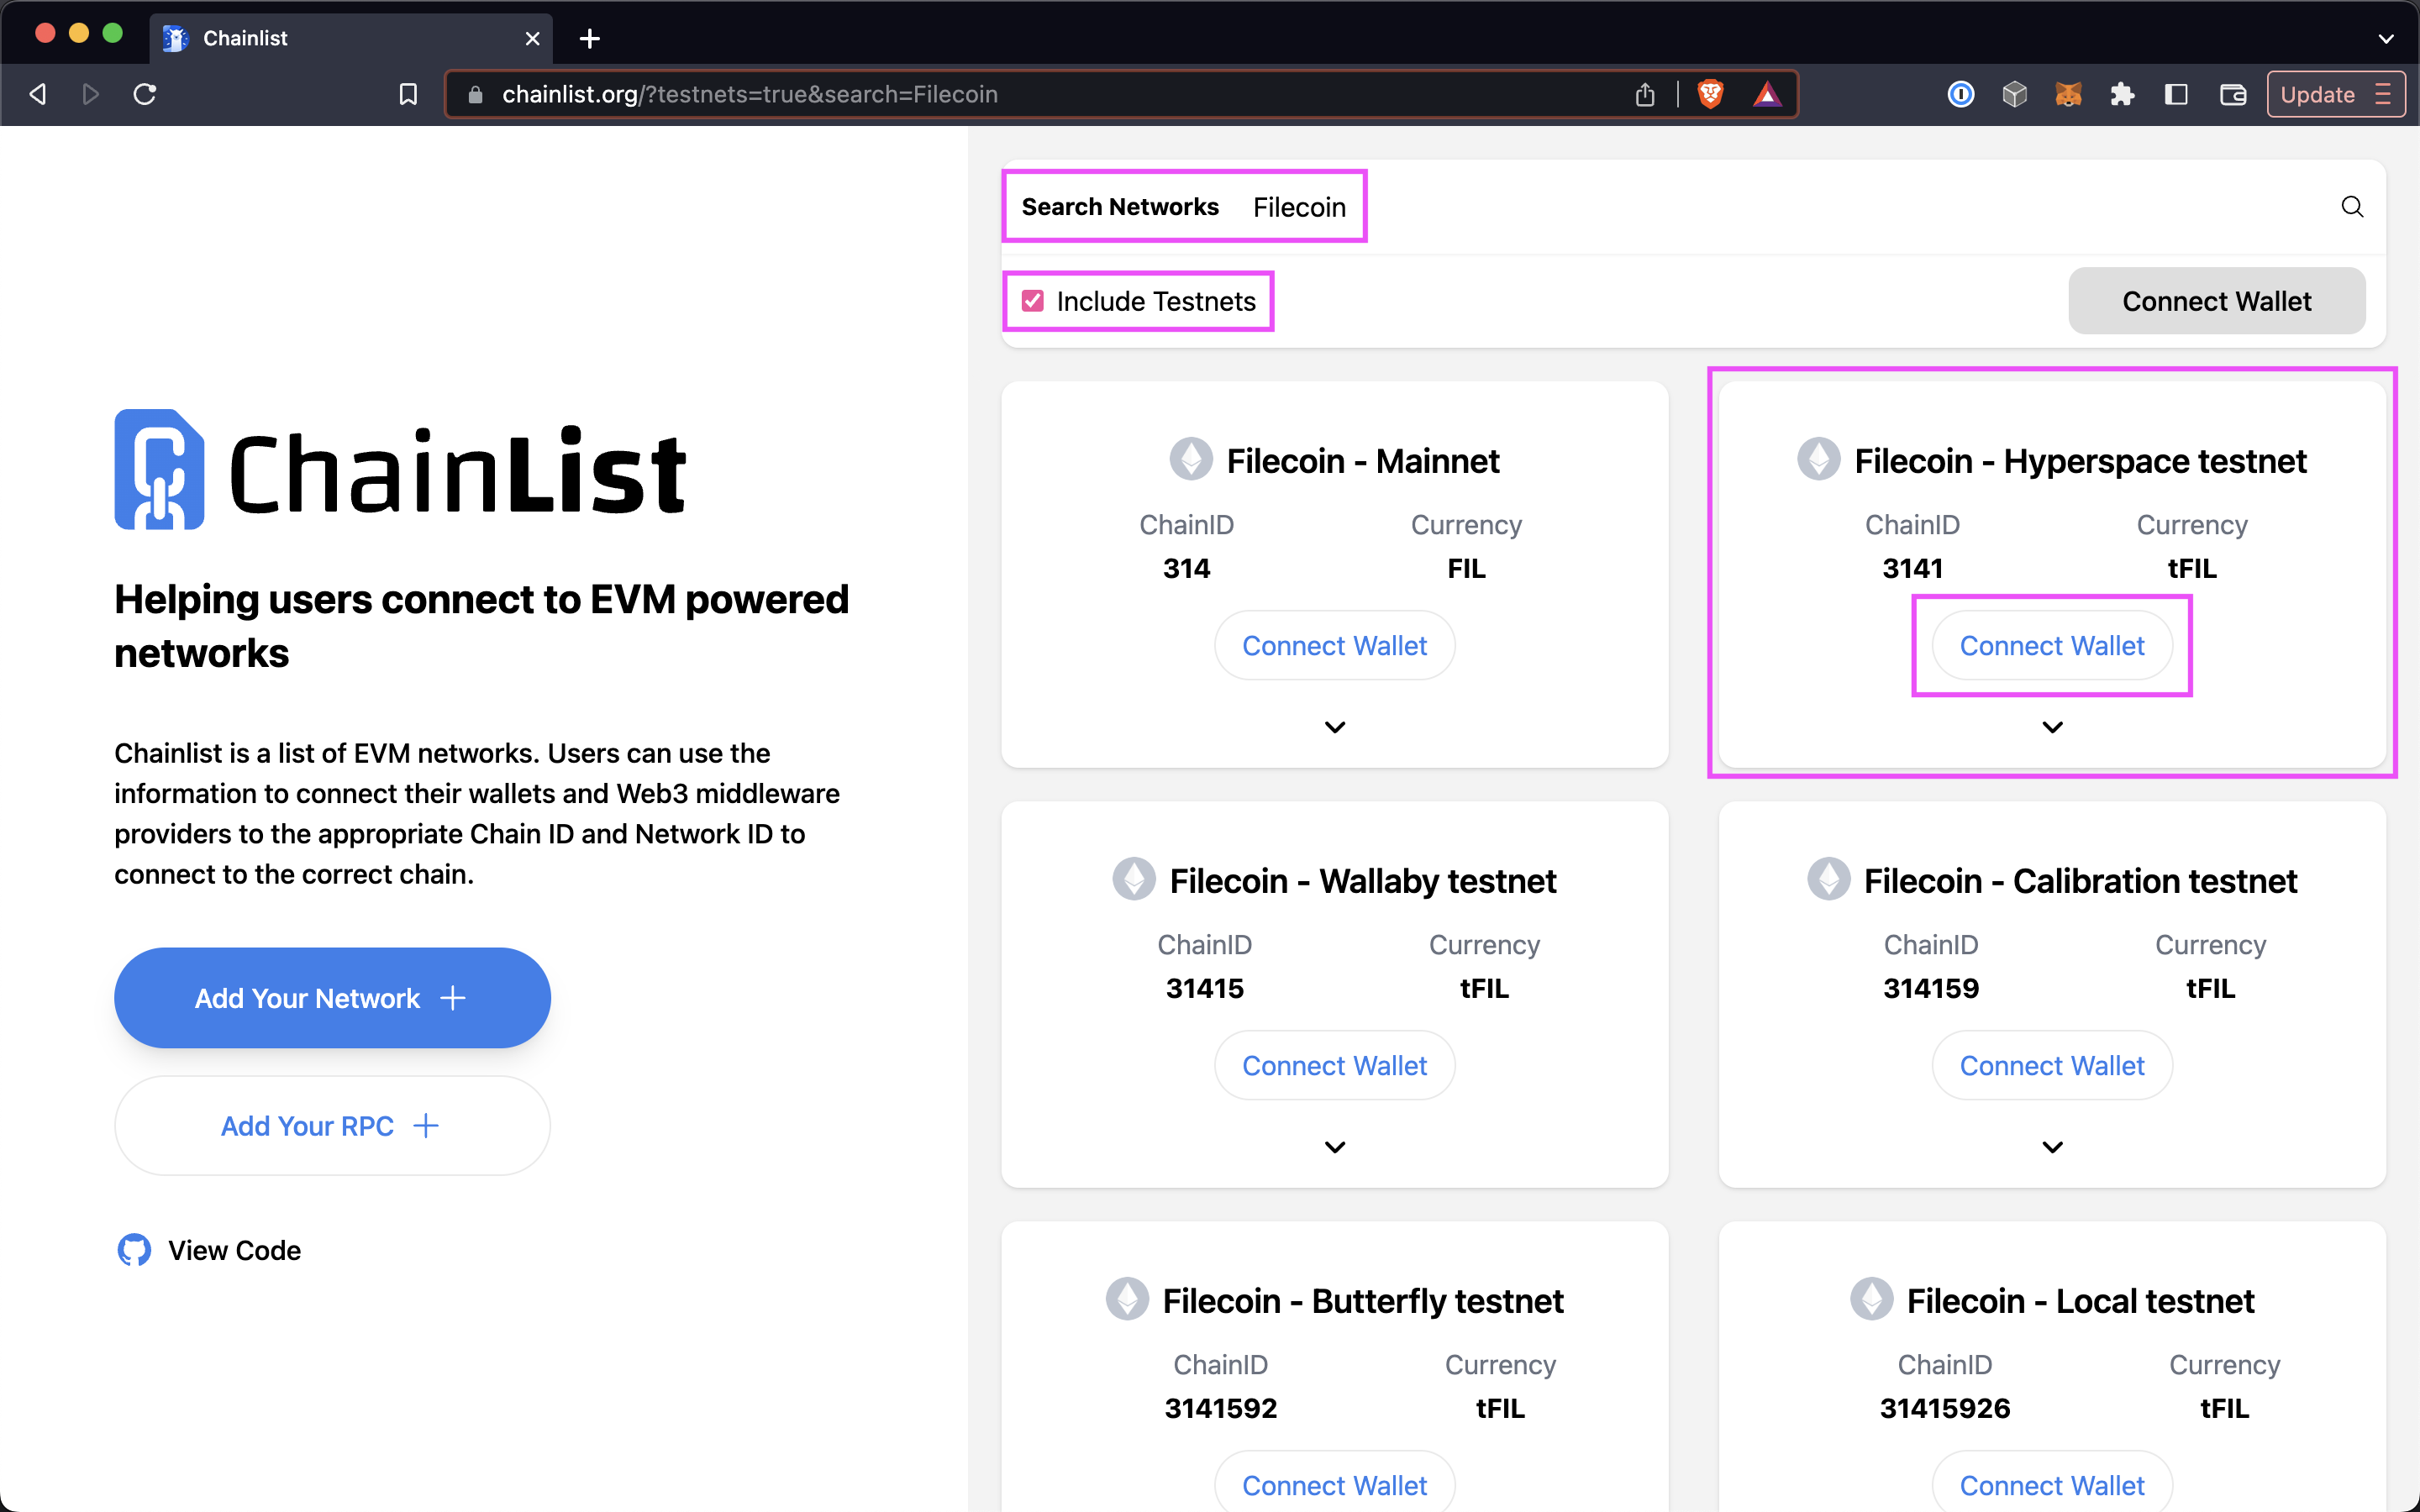 Chainlist
chainlist.org/?testnets=true&search=Filecoin
Update
ChainList
Helping users connect to EVM powered
networks
Chainlist is a list of EVM networks. Users can use the
information to connect their wallets and Web3 middleware
providers to the appropriate Chain ID and Network ID to
connect to the correct chain.
Add Your Network
Add Your RPC
View Code
Search Networks Filecoin
Include Testnets
Connect Wallet
Filecoin - Mainnet
ChainID Currency
314 FIL
Connect Wallet
Filecoin - Hyperspace testnet
ChainID Currency
3141 tFIL
Connect Wallet
Filecoin - Wallaby testnet
ChainID Currency
31415 tFIL
Connect Wallet
Filecoin - Calibration testnet
ChainID Currency
314159 tFIL
Connect Wallet
Filecoin - Butterfly testnet
ChainID Currency
3141592 tFIL
Connect Wallet
Filecoin - Local testnet
ChainID Currency
31415926 tFIL
Connect Wallet